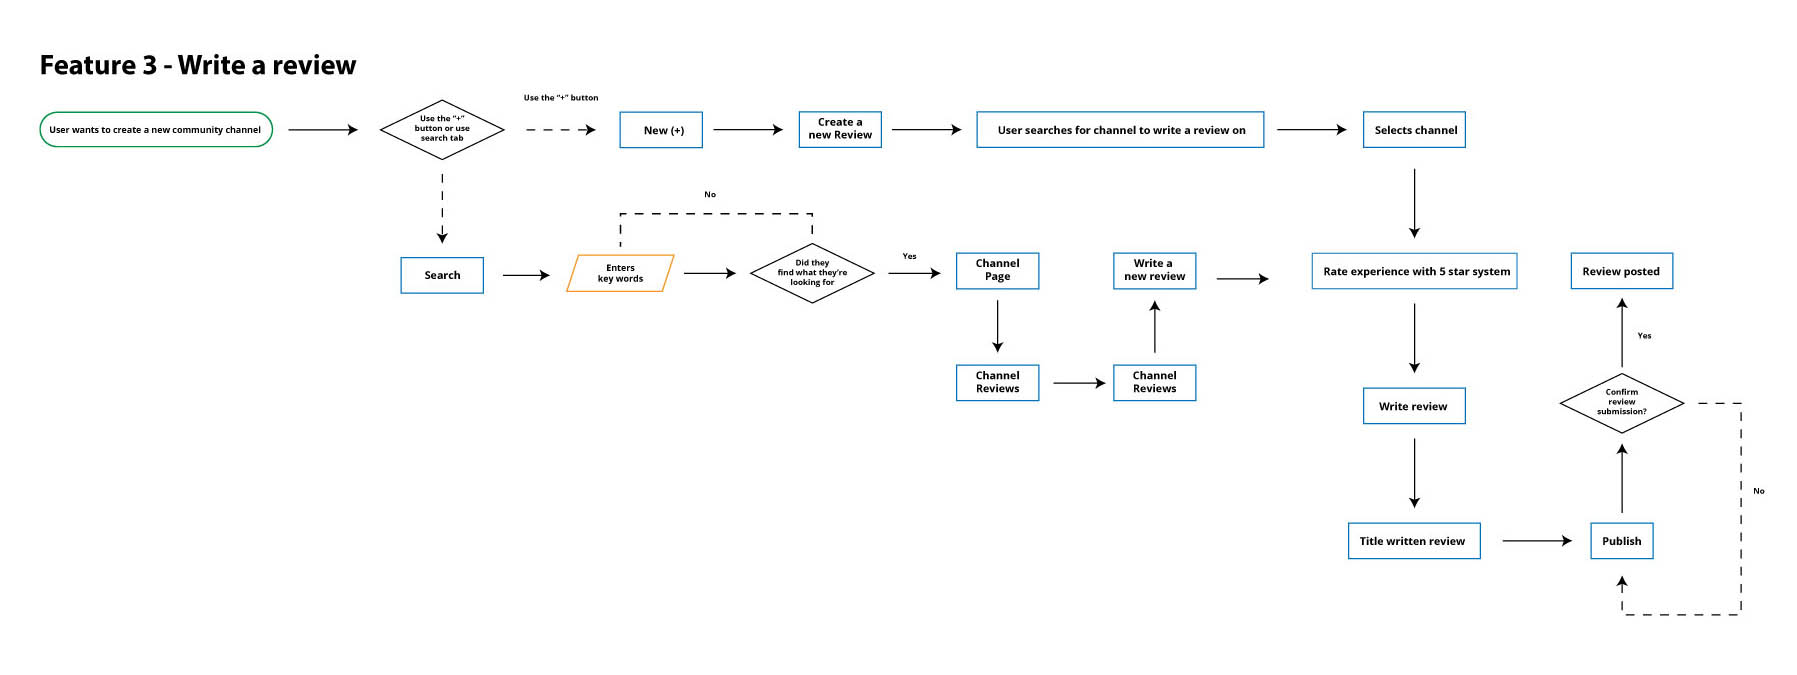 Feature 3 - Write a review
User wants to create a new community channel
Use the "+"
button or use
search tab
Use the "+" button
New (+)
Create a
new Review
User searches for channel to write a review on
Selects channel
Search
Enters
key words
No
Did they
find what they're
looking for
Yes
Channel
Page
Channel
Reviews
Channel
Reviews
Write a
new review
Rate experience with 5 star system
Write review
Title written review
Publish
Confirm
review
submission?
No
Yes
Review posted